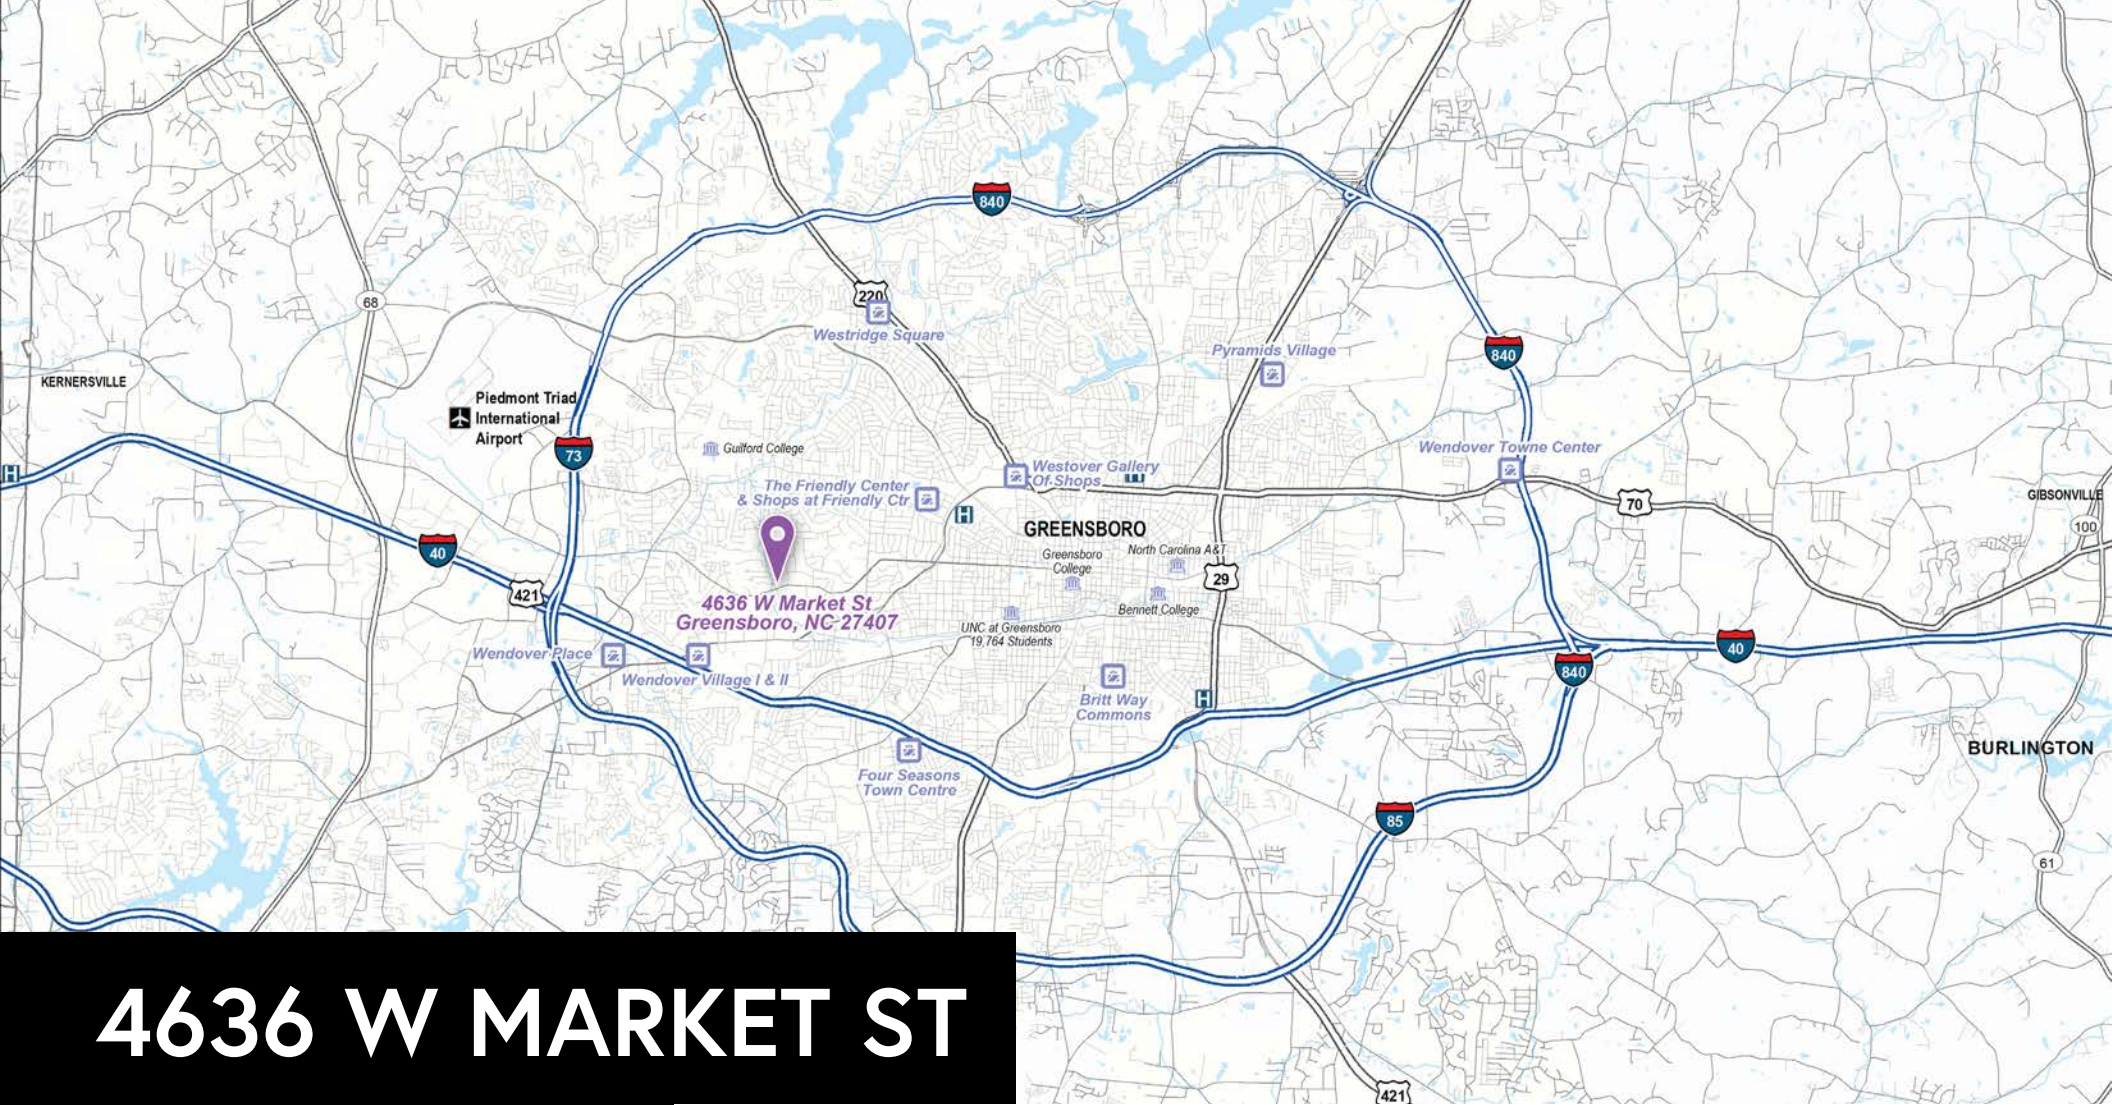 840
220
Westridge Square
68
Pyramids Village
840
KERNERSVILLE
Piedmont Triad
International
Airport
73
Guilford College
Wendover Towne Center
Westover Gallery
Of Shops
H
The Friendly Center
& Shops at Friendly Ctr
H
70
GIBSONVILLE
100
GREENSBORO
Greensboro
College
North Carolina A&T
40
421
29
4636 W Market St
Greensboro, NC 27407
Bennett College
UNC at Greensboro
19,764 Students
40
840
Wendover Place
Wendover Village I & II
H
Britt Way
Commons
BURLINGTON
Four Seasons
Town Centre
85
61
4636 W MARKET ST
421